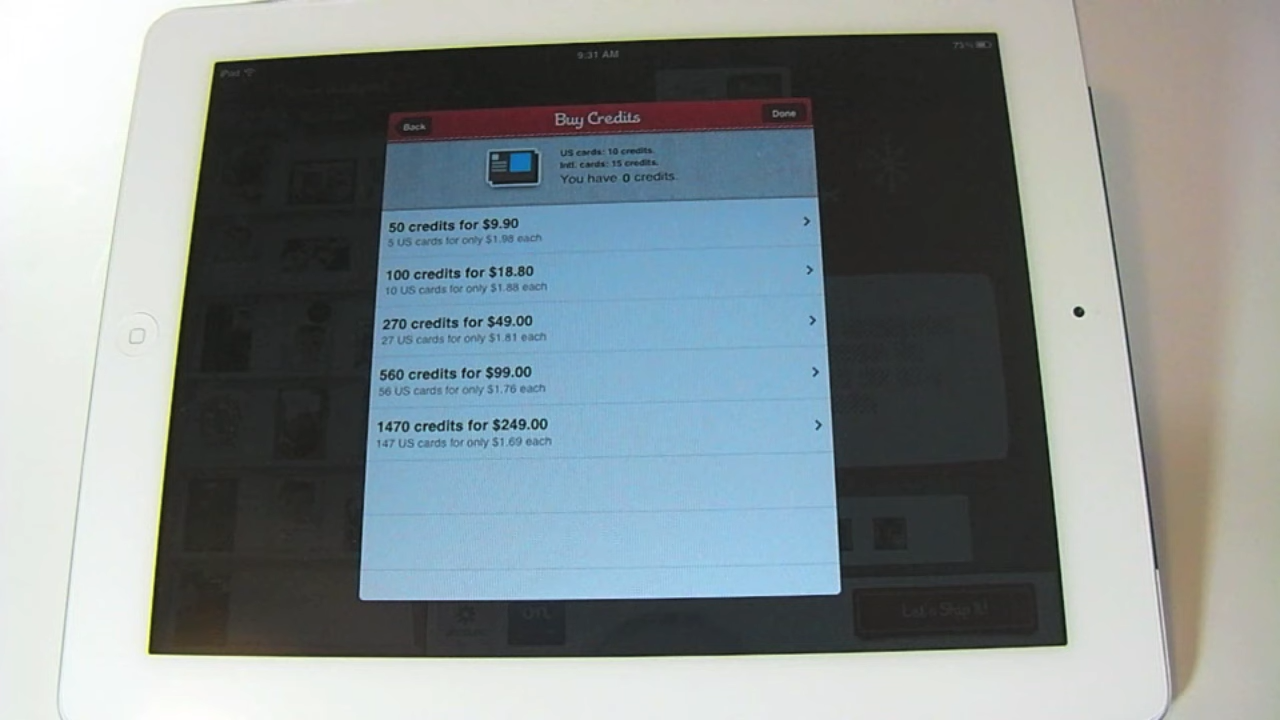 iPad
9:31 AM
73%
Back
Buy Credits
Done
US cards: 10 credits.
Intl. cards: 15 credits.
You have 0 credits.
50 credits for $9.90
5 US cards for only $1.98 each
100 credits for $18.80
10 US cards for only $1.88 each
270 credits for $49.00
27 US cards for only $1.81 each
560 credits for $99.00
56 US cards for only $1.76 each
1470 credits for $249.00
147 US cards for only $1.69 each
Let's Ship It!